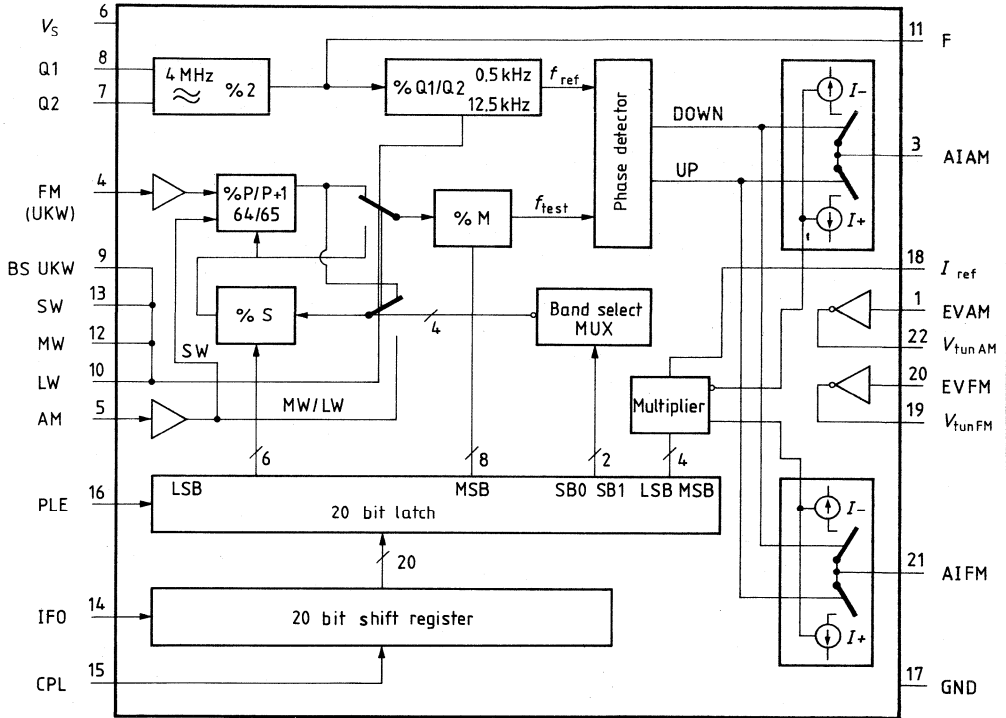 6
V_S
11
F
8
Q1
7
Q2
4 MHz
% 2
% Q1/Q2
0.5 kHz
12.5 kHz
f_ref
Phase detector
DOWN
UP
I−
I+
3
AIAM
4
FM
(UKW)
% P/P+1
64/65
% M
f_test
9
BS UKW
13
SW
12
MW
10
LW
5
AM
% S
SW
MW/LW
4
Band select
MUX
Multiplier
18
I_ref
1
EVAM
22
V_tun AM
20
EVFM
19
V_tun FM
6
8
2
4
16
PLE
LSB
MSB
SB0 SB1
LSB MSB
20 bit latch
20
14
IFO
20 bit shift register
15
CPL
I−
I+
21
AIFM
17
GND